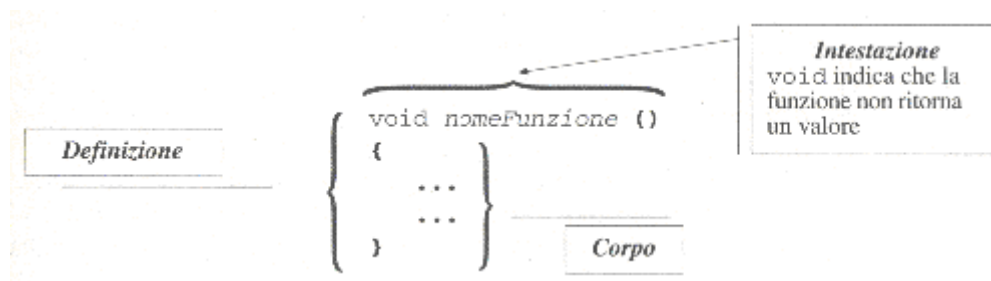 Intestazione
void indica che la
funzione non ritorna
un valore
void nomeFunzione ()
Definizione
{
...
...
}
Corpo